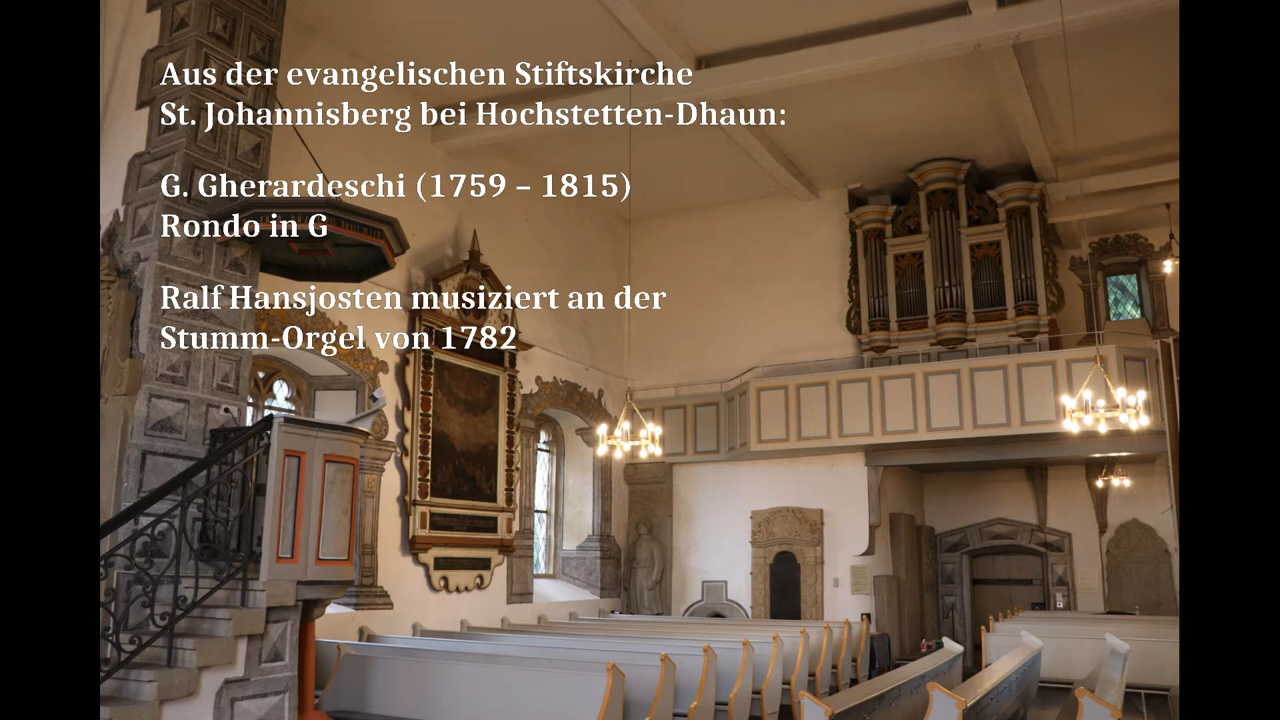 Aus der evangelischen Stiftskirche
St. Johannisberg bei Hochstetten-Dhaun:
G. Gherardeschi (1759 – 1815)
Rondo in G
Ralf Hansjosten musiziert an der
Stumm-Orgel von 1782